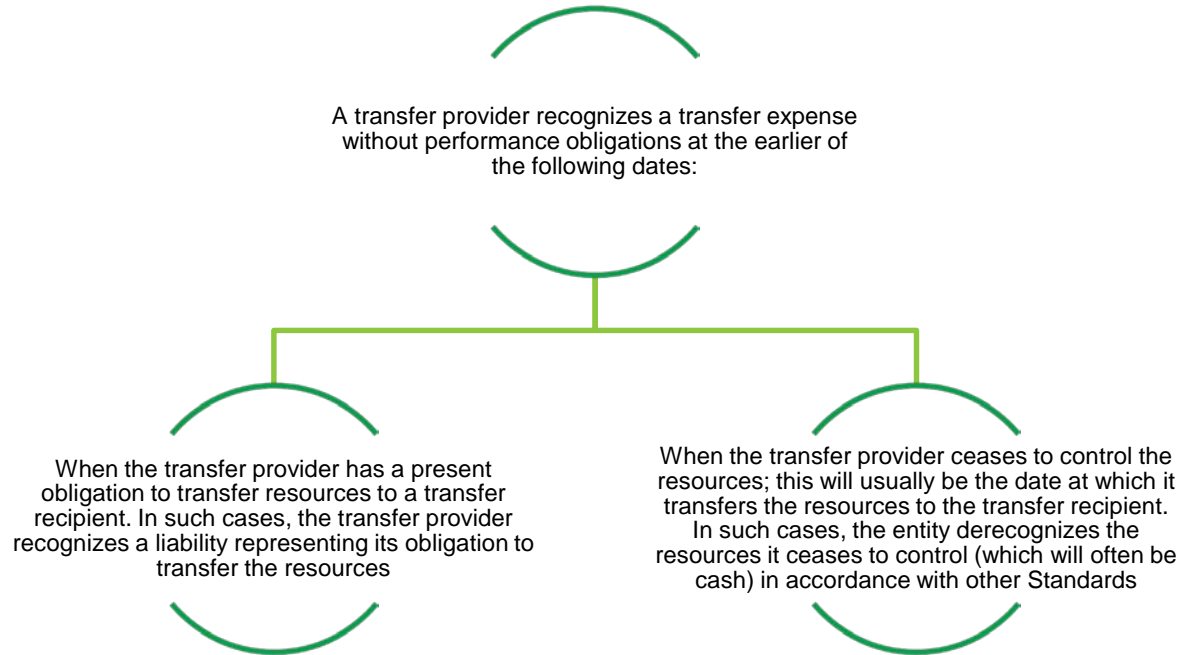 A transfer provider recognizes a transfer expense
without performance obligations at the earlier of
the following dates:
When the transfer provider has a present
obligation to transfer resources to a transfer
recipient. In such cases, the transfer provider
recognizes a liability representing its obligation to
transfer the resources
When the transfer provider ceases to control the
resources; this will usually be the date at which it
transfers the resources to the transfer recipient.
In such cases, the entity derecognizes the
resources it ceases to control (which will often be
cash) in accordance with other Standards